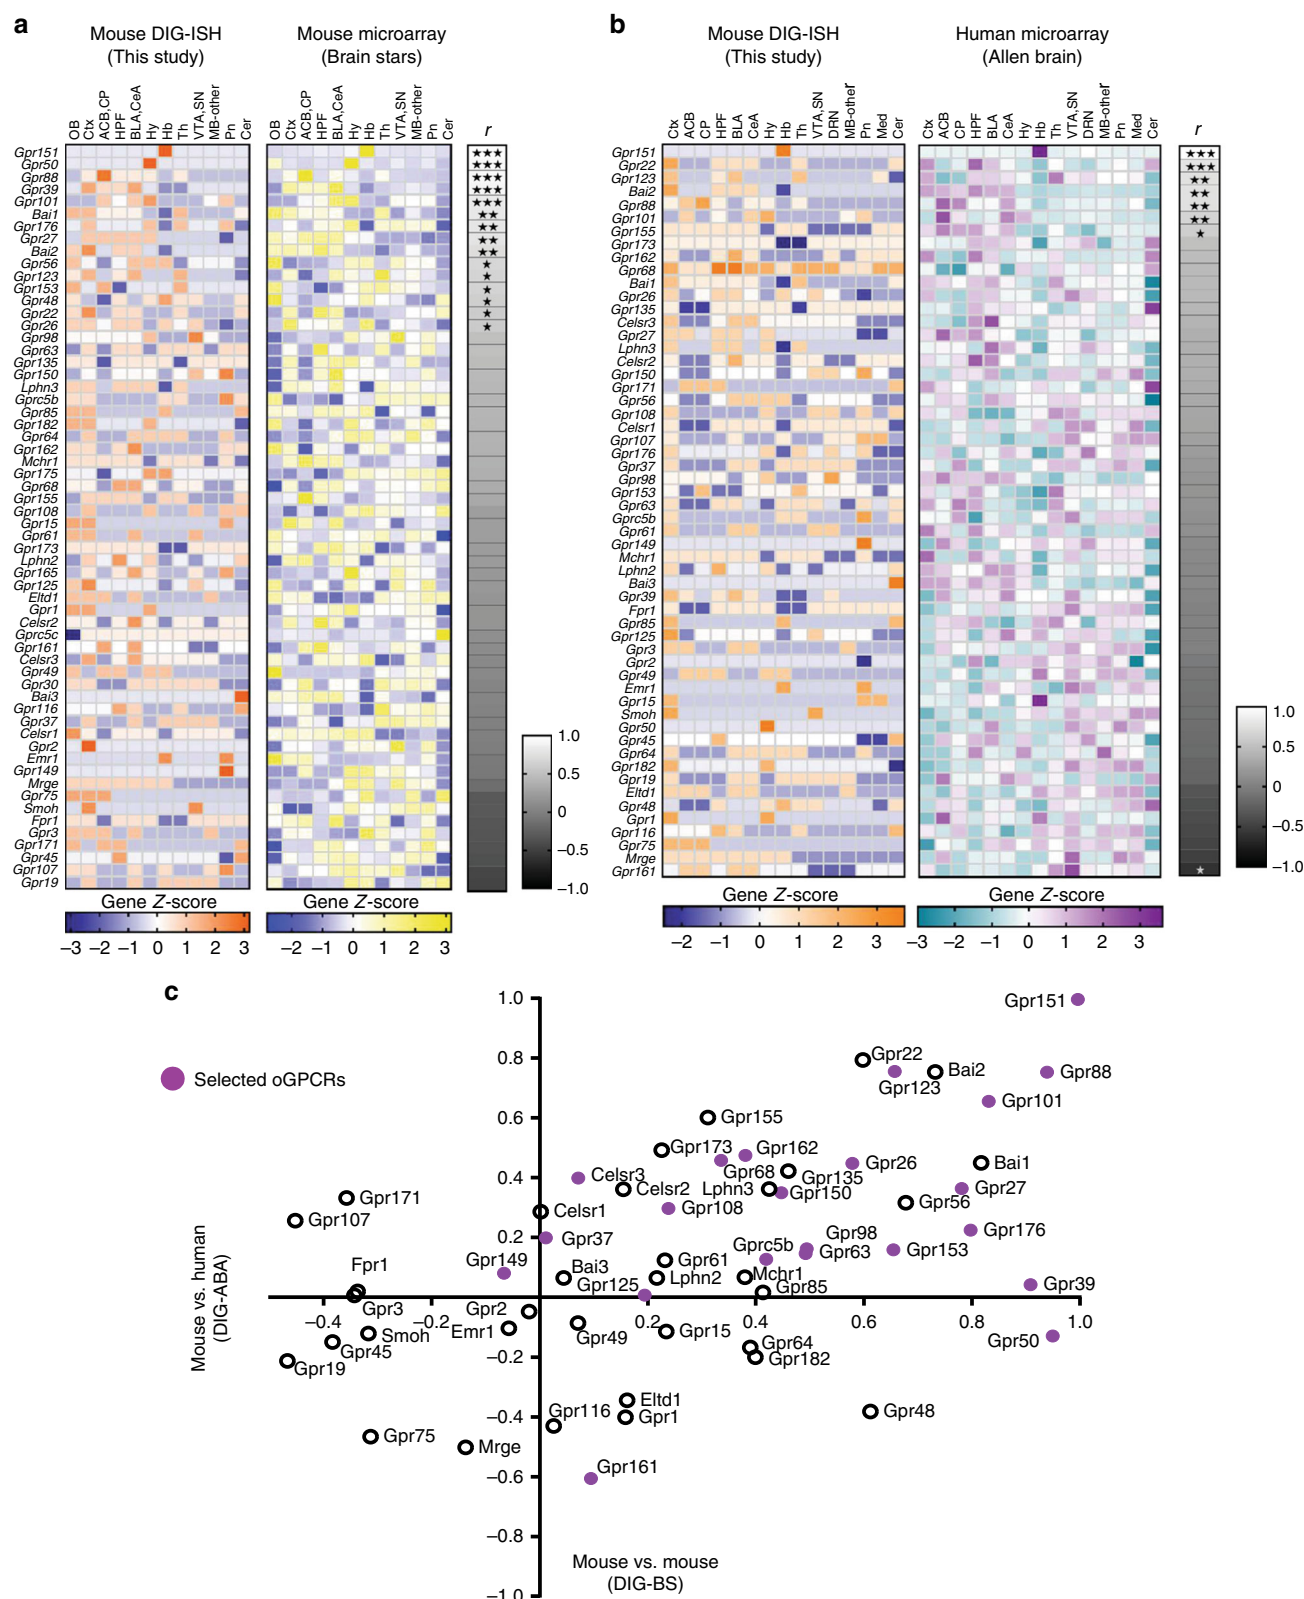 a
Mouse DIG-ISH
(This study)
Mouse microarray
(Brain stars)
OB Ctx ACB,CP HPF BLA,CeA Hy Hb Th VTA,SN MB-other Pn Cer
OB Ctx ACB,CP HPF BLA,CeA Hy Hb Th VTA,SN MB-other Pn Cer
r
Gpr151 ★★★
Gpr50 ★★★
Gpr88 ★★★
Gpr39 ★★★
Gpr101 ★★★
Bai1 ★★
Gpr176 ★★
Gpr27 ★★
Bai2 ★★
Gpr56 ★
Gpr123 ★
Gpr153 ★
Gpr48 ★
Gpr22 ★
Gpr26 ★
Gpr98
Gpr63
Gpr135
Gpr150
Lphn3
Gprc5b
Gpr85
Gpr182
Gpr64
Gpr162
Mchr1
Gpr175
Gpr68
Gpr155
Gpr108
Gpr15
Gpr61
Gpr173
Lphn2
Gpr165
Gpr125
Eltd1
Gpr1
Celsr2
Gprc5c
Gpr161
Celsr3
Gpr49
Gpr30
Bai3
Gpr116
Gpr37
Celsr1
Gpr2
Emr1
Gpr149
Mrge
Gpr75
Smoh
Fpr1
Gpr3
Gpr171
Gpr45
Gpr107
Gpr19
1.0
0.5
0
−0.5
−1.0
Gene Z-score
−3 −2 −1 0 1 2 3
−2 −1 0 1 2 3
b
Mouse DIG-ISH
(This study)
Human microarray
(Allen brain)
Ctx ACB CP HPF BLA CeA Hy Hb Th VTA,SN DRN MB-other Pn Med Cer
Ctx ACB CP HPF BLA CeA Hy Hb Th VTA,SN DRN MB-other Pn Med Cer
r
Gpr151 ★★★
Gpr22 ★★★
Gpr123 ★★
Bai2 ★★
Gpr88 ★★
Gpr101 ★★
Gpr155 ★
Gpr173
Gpr162
Gpr68
Bai1
Gpr26
Gpr135
Celsr3
Gpr27
Lphn3
Celsr2
Gpr150
Gpr171
Gpr56
Gpr108
Celsr1
Gpr107
Gpr176
Gpr37
Gpr98
Gpr153
Gpr63
Gprc5b
Gpr61
Gpr149
Mchr1
Lphn2
Bai3
Gpr39
Fpr1
Gpr85
Gpr125
Gpr3
Gpr2
Gpr49
Emr1
Gpr15
Smoh
Gpr50
Gpr45
Gpr64
Gpr182
Gpr19
Eltd1
Gpr48
Gpr1
Gpr116
Gpr75
Mrge
Gpr161 ★
1.0
0.5
0
−0.5
−1.0
Gene Z-score
−2 −1 0 1 2 3
−3 −2 −1 0 1 2 3
c
Selected oGPCRs
Mouse vs. human
(DIG-ABA)
1.0
0.8
0.6
0.4
0.2
−0.2
−0.4
−0.6
−0.8
−1.0
−0.4 −0.2 0.2 0.4 0.6 0.8 1.0
Gpr151
Gpr22
Gpr123
Bai2
Gpr88
Gpr101
Gpr155
Gpr173
Gpr162
Gpr68
Gpr135
Gpr26
Bai1
Celsr3
Celsr2
Lphn3
Gpr150
Gpr27
Gpr171
Gpr107
Celsr1
Gpr108
Gpr56
Gpr37
Gpr98
Gpr176
Gprc5b
Gpr63
Gpr153
Gpr149
Gpr61
Fpr1
Bai3
Lphn2
Mchr1
Gpr125
Gpr85
Gpr39
Gpr3
Gpr2
Smoh
Emr1
Gpr49
Gpr15
Gpr50
Gpr45
Gpr64
Gpr19
Gpr182
Eltd1
Gpr116
Gpr1
Gpr48
Gpr75
Mrge
Gpr161
Mouse vs. mouse
(DIG-BS)